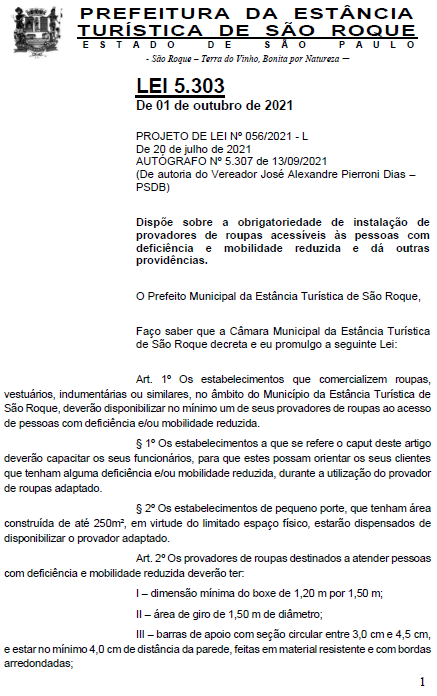 PREFEITURA DA ESTÂNCIA
TURÍSTICA DE SÃO ROQUE
ESTADO DE SÃO PAULO
- São Roque – Terra do Vinho, Bonita por Natureza –
LEI 5.303
De 01 de outubro de 2021
PROJETO DE LEI Nº 056/2021 - L
De 20 de julho de 2021
AUTÓGRAFO Nº 5.307 de 13/09/2021
(De autoria do Vereador José Alexandre Pierroni Dias –
PSDB)
Dispõe sobre a obrigatoriedade de instalação de
provadores de roupas acessíveis às pessoas com
deficiência e mobilidade reduzida e dá outras
providências.
O Prefeito Municipal da Estância Turística de São Roque,
Faço saber que a Câmara Municipal da Estância Turística
de São Roque decreta e eu promulgo a seguinte Lei:
Art. 1º Os estabelecimentos que comercializem roupas,
vestuários, indumentárias ou similares, no âmbito do Município da Estância Turística de
São Roque, deverão disponibilizar no mínimo um de seus provadores de roupas ao acesso
de pessoas com deficiência e/ou mobilidade reduzida.
§ 1º Os estabelecimentos a que se refere o caput deste artigo
deverão capacitar os seus funcionários, para que estes possam orientar os seus clientes
que tenham alguma deficiência e/ou mobilidade reduzida, durante a utilização do provador
de roupas adaptado.
§ 2º Os estabelecimentos de pequeno porte, que tenham área
construída de até 250m², em virtude do limitado espaço físico, estarão dispensados de
disponibilizar o provador adaptado.
Art. 2º Os provadores de roupas destinados a atender pessoas
com deficiência e mobilidade reduzida deverão ter:
I – dimensão mínima do boxe de 1,20 m por 1,50 m;
II – área de giro de 1,50 m de diâmetro;
III – barras de apoio com seção circular entre 3,0 cm e 4,5 cm,
e estar no mínimo 4,0 cm de distância da parede, feitas em material resistente e com bordas
arredondadas;
1